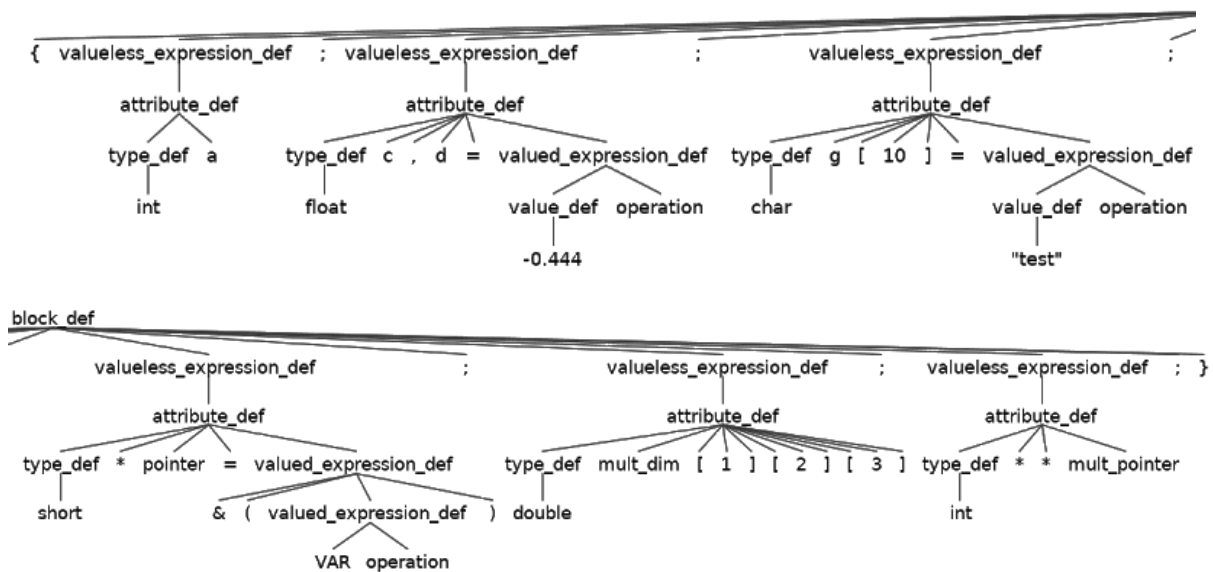 { valueless_expression_def ; valueless_expression_def ; valueless_expression_def ;
attribute_def attribute_def attribute_def
type_def a type_def c , d = valued_expression_def type_def g [ 10 ] = valued_expression_def
int float value_def operation char value_def operation
-0.444 "test"
block_def
valueless_expression_def ; valueless_expression_def ; valueless_expression_def ; }
attribute_def attribute_def attribute_def
type_def * pointer = valued_expression_def type_def mult_dim [ 1 ] [ 2 ] [ 3 ] type_def * * mult_pointer
short & ( valued_expression_def ) double int
VAR operation